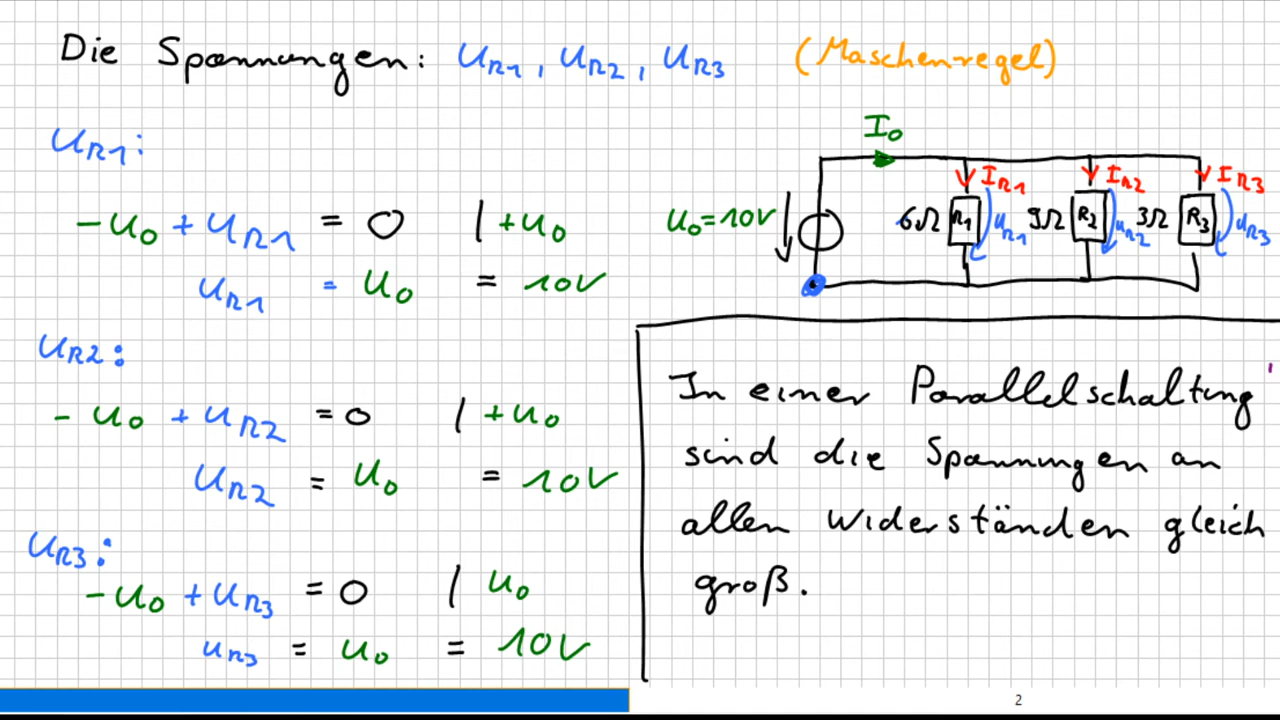 Die Spannungen: U_R1, U_R2, U_R3 (Maschenregel)
U_R1:
-U_0 + U_R1 = 0 | +U_0
U_R1 = U_0 = 10V
U_R2:
-U_0 + U_R2 = 0 | +U_0
U_R2 = U_0 = 10V
U_R3:
-U_0 + U_R3 = 0 | U_0
U_R3 = U_0 = 10V
I_0
I_R1 I_R2 I_R3
U_0=10V 6Ω R_1 U_R1 9Ω R_2 U_R2 3Ω R_3 U_R3
In einer Parallelschaltung
sind die Spannungen an
allen Widerständen gleich
groß.
2